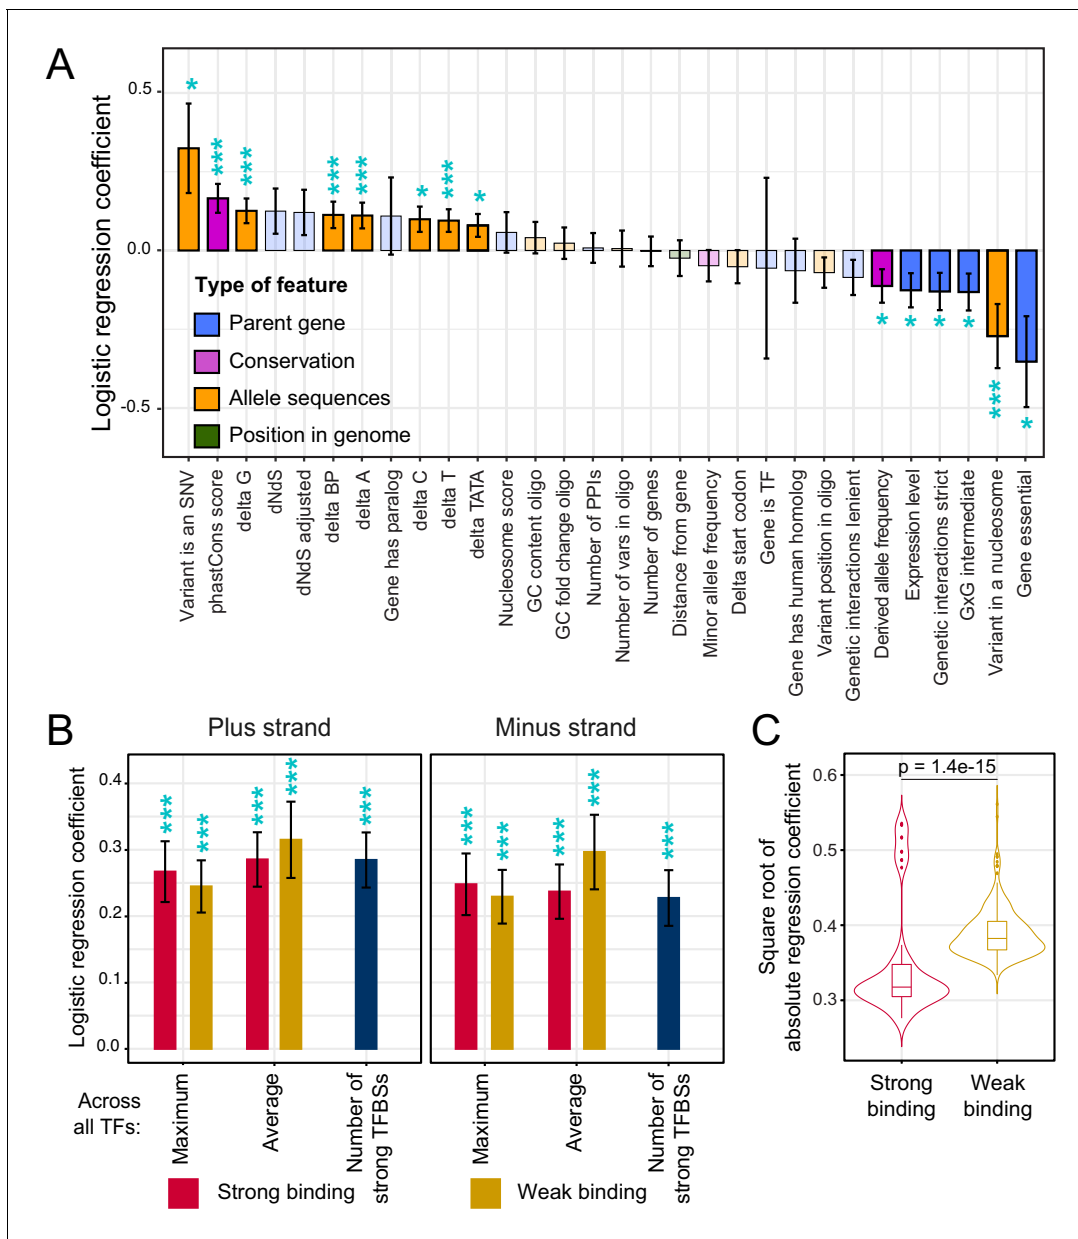 A
Logistic regression coefficient
0.5
0.0
-0.5
*
***
***
***
***
*
***
*
*
*
*
*
***
*
Type of feature
Parent gene
Conservation
Allele sequences
Position in genome
Variant is an SNV
phastCons score
delta G
dNdS
dNdS adjusted
delta BP
delta A
Gene has paralog
delta C
delta T
delta TATA
Nucleosome score
GC content oligo
GC fold change oligo
Number of PPIs
Number of vars in oligo
Number of genes
Distance from gene
Minor allele frequency
Delta start codon
Gene is TF
Gene has human homolog
Variant position in oligo
Genetic interactions lenient
Derived allele frequency
Expression level
Genetic interactions strict
GxG intermediate
Variant in a nucleosome
Gene essential
B
Plus strand
Minus strand
Logistic regression coefficient
0.4
0.3
0.2
0.1
0.0
***
***
***
***
***
***
***
***
***
***
Across
all TFs:
Maximum
Average
Number of
strong TFBSs
Maximum
Average
Number of
strong TFBSs
Strong binding
Weak binding
C
Square root of
absolute regression coefficient
0.6
0.5
0.4
0.3
p = 1.4e-15
Strong
binding
Weak
binding